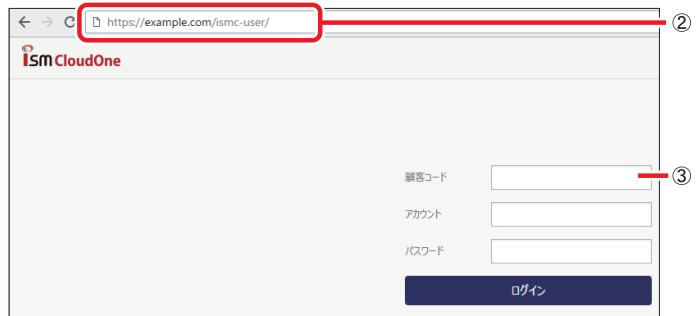 https://example.com/ismc-user/
②
ism CloudOne
顧客コード
③
アカウント
パスワード
ログイン